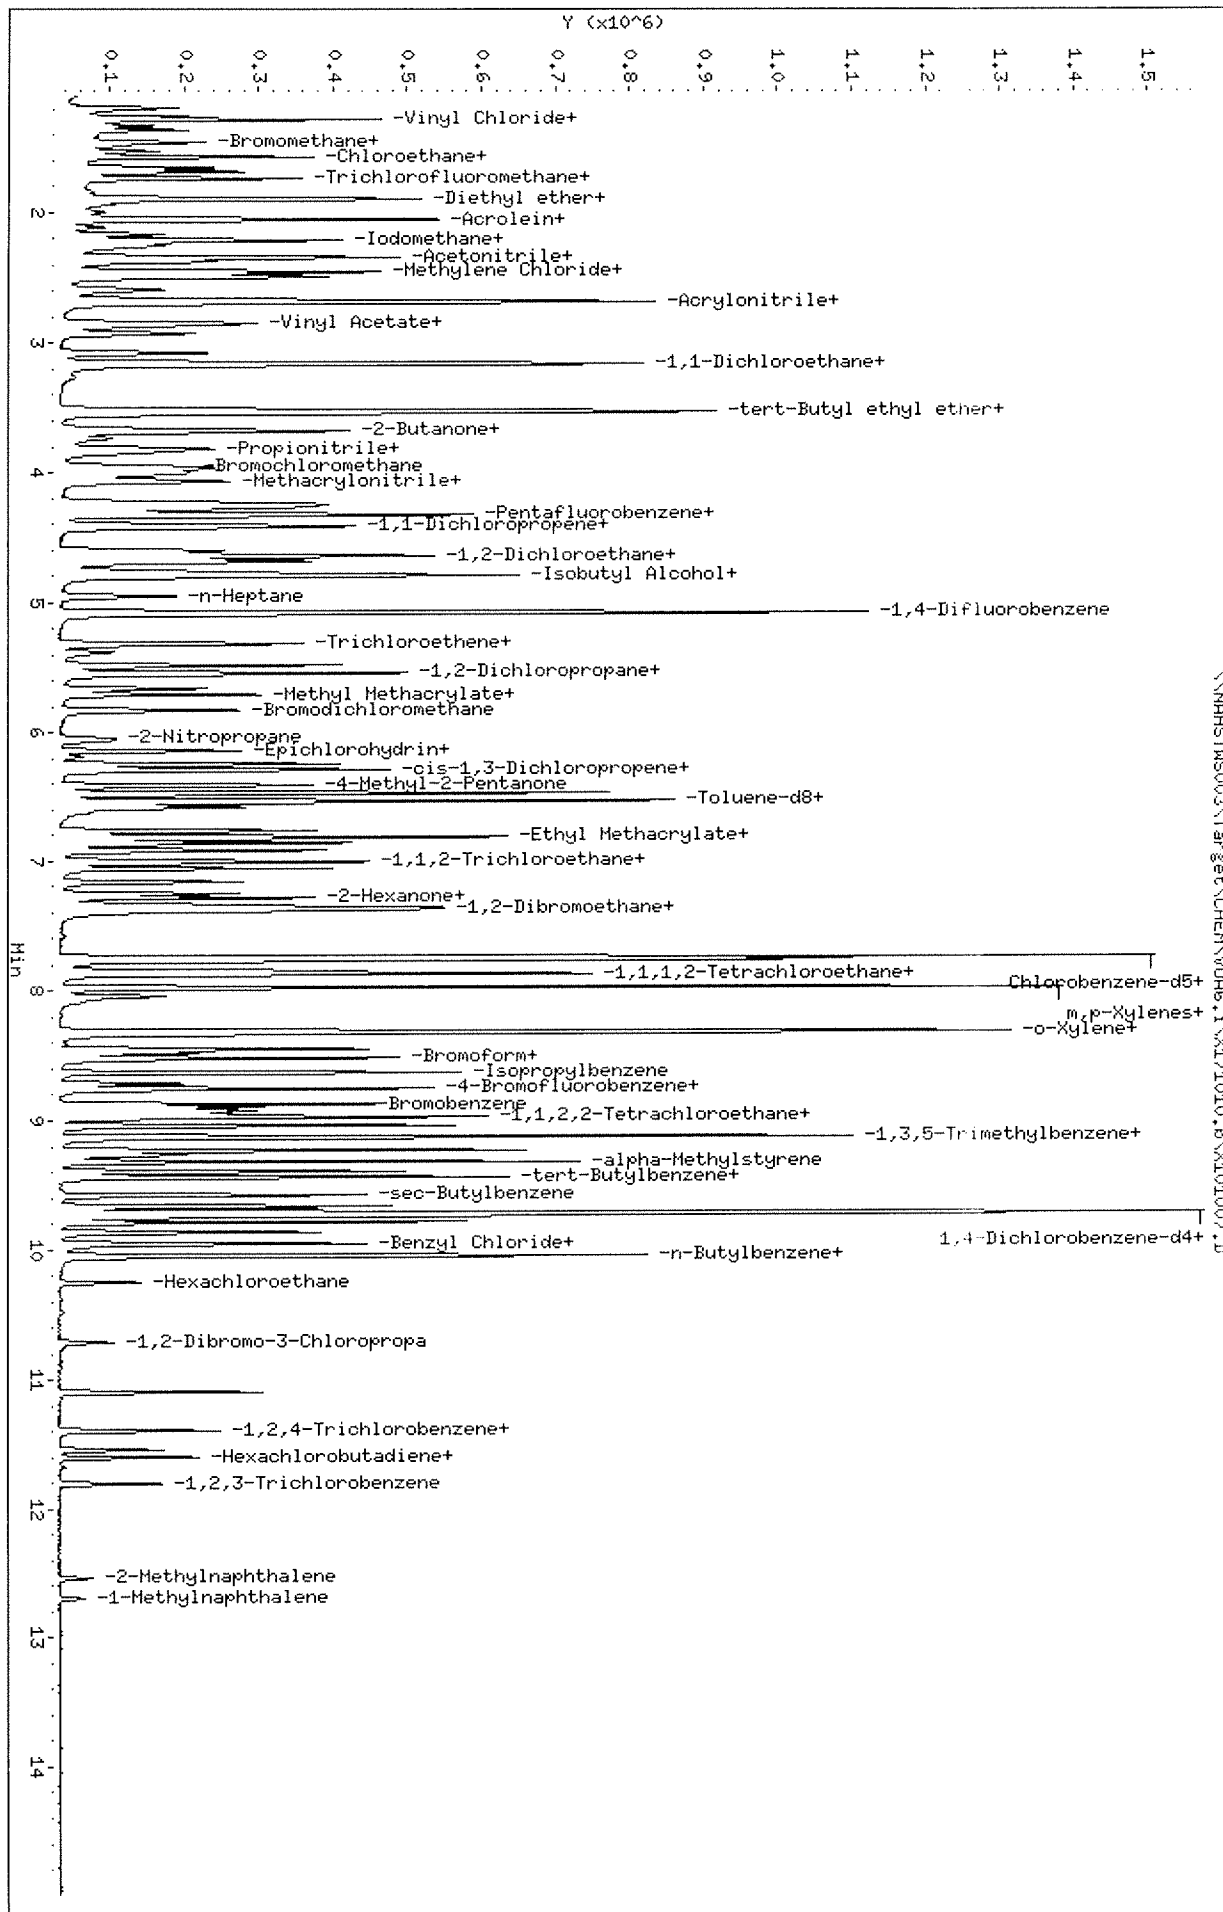 Y (x10^6)
0.1
0.2
0.3
0.4
0.5
0.6
0.7
0.8
0.9
1.0
1.1
1.2
1.3
1.4
1.5
-Vinyl Chloride+
-Bromomethane+
-Chloroethane+
-Trichlorofluoromethane+
-Diethyl ether+
2
-Acrolein+
-Iodomethane+
-Acetonitrile+
-Methylene Chloride+
-Acrylonitrile+
-Vinyl Acetate+
3
-1,1-Dichloroethane+
-tert-Butyl ethyl ether+
-2-Butanone+
-Propionitrile+
Bromochloromethane
4
-Methacrylonitrile+
-Pentafluorobenzene+
-1,1-Dichloropropene+
-1,2-Dichloroethane+
-Isobutyl Alcohol+
-n-Heptane
5
-1,4-Difluorobenzene
-Trichloroethene+
-1,2-Dichloropropane+
-Methyl Methacrylate+
-Bromodichloromethane
6
-2-Nitropropane
-Epichlorohydrin+
-cis-1,3-Dichloropropene+
-4-Methyl-2-Pentanone
-Toluene-d8+
-Ethyl Methacrylate+
7
-1,1,2-Trichloroethane+
-2-Hexanone+
-1,2-Dibromoethane+
Min
-1,1,1,2-Tetrachloroethane+
Chlorobenzene-d5+
8
m,p-Xylenes+
-o-Xylene+
-Bromoform+
-Isopropylbenzene
-4-Bromofluorobenzene+
Bromobenzene
-1,1,2,2-Tetrachloroethane+
9
-1,3,5-Trimethylbenzene+
-alpha-Methylstyrene
-tert-Butylbenzene+
-sec-Butylbenzene
1,4-Dichlorobenzene-d4+
-Benzyl Chloride+
10
-n-Butylbenzene+
-Hexachloroethane
-1,2-Dibromo-3-Chloropropa
11
-1,2,4-Trichlorobenzene+
-Hexachlorobutadiene+
-1,2,3-Trichlorobenzene
12
-2-Methylnaphthalene
-1-Methylnaphthalene
13
14